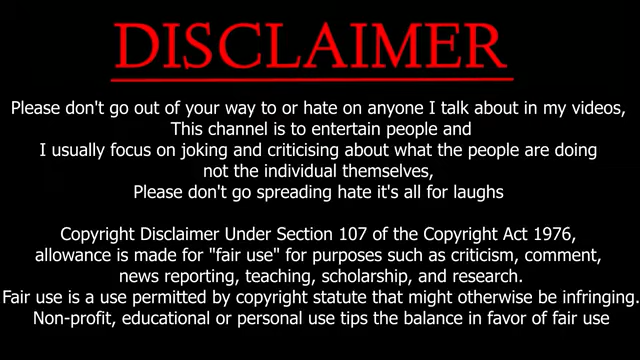 DISCLAIMER
Please don't go out of your way to or hate on anyone I talk about in my videos,
This channel is to entertain people and
I usually focus on joking and criticising about what the people are doing
not the individual themselves,
Please don't go spreading hate it's all for laughs
Copyright Disclaimer Under Section 107 of the Copyright Act 1976,
allowance is made for "fair use" for purposes such as criticism, comment,
news reporting, teaching, scholarship, and research.
Fair use is a use permitted by copyright statute that might otherwise be infringing.
Non-profit, educational or personal use tips the balance in favor of fair use